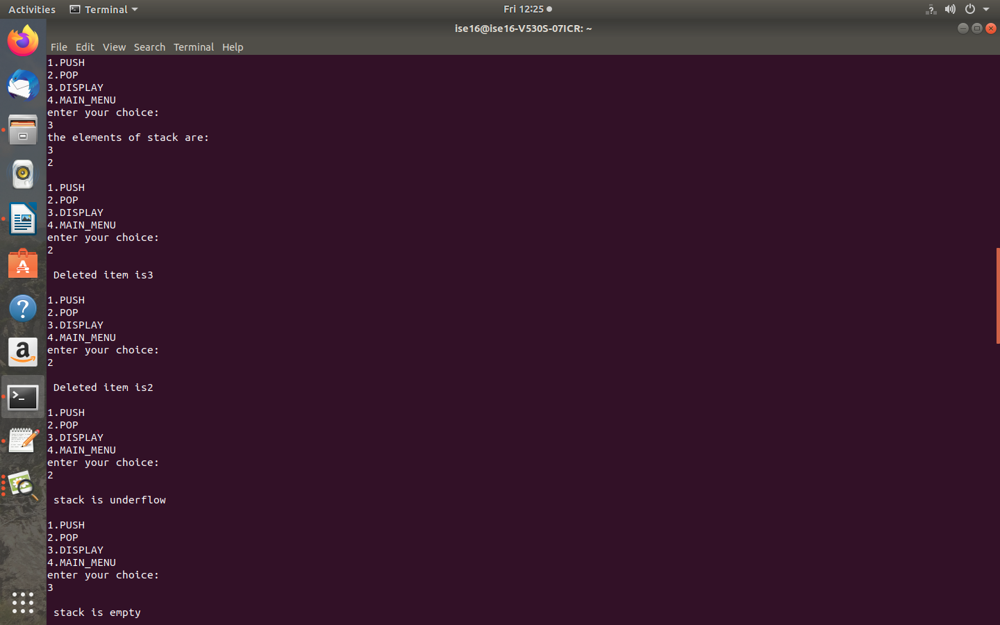 Activities Terminal Fri 12:25
ise16@ise16-V530S-07ICR: ~
File Edit View Search Terminal Help
1.PUSH
2.POP
3.DISPLAY
4.MAIN_MENU
enter your choice:
3
the elements of stack are:
3
2
1.PUSH
2.POP
3.DISPLAY
4.MAIN_MENU
enter your choice:
2
Deleted item is3
1.PUSH
2.POP
3.DISPLAY
4.MAIN_MENU
enter your choice:
2
Deleted item is2
1.PUSH
2.POP
3.DISPLAY
4.MAIN_MENU
enter your choice:
2
stack is underflow
1.PUSH
2.POP
3.DISPLAY
4.MAIN_MENU
enter your choice:
3
stack is empty